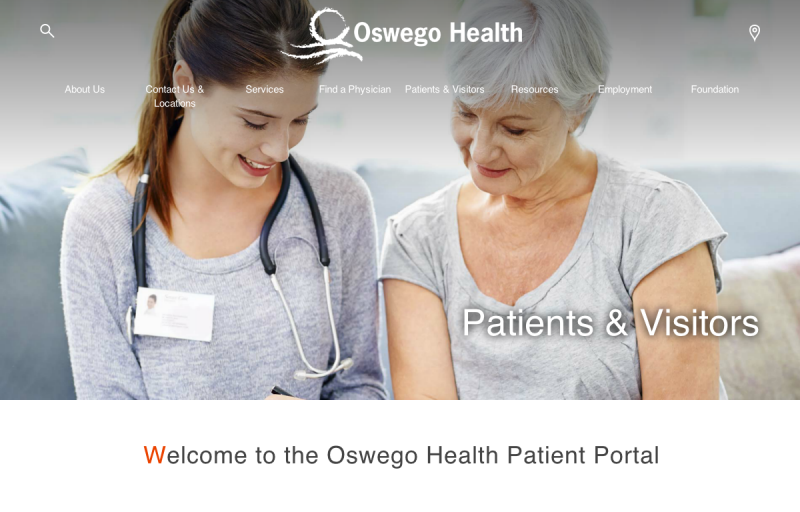 Oswego Health
About Us
Contact Us &
Locations
Services
Find a Physician
Patients & Visitors
Resources
Employment
Foundation
Patients & Visitors
Welcome to the Oswego Health Patient Portal